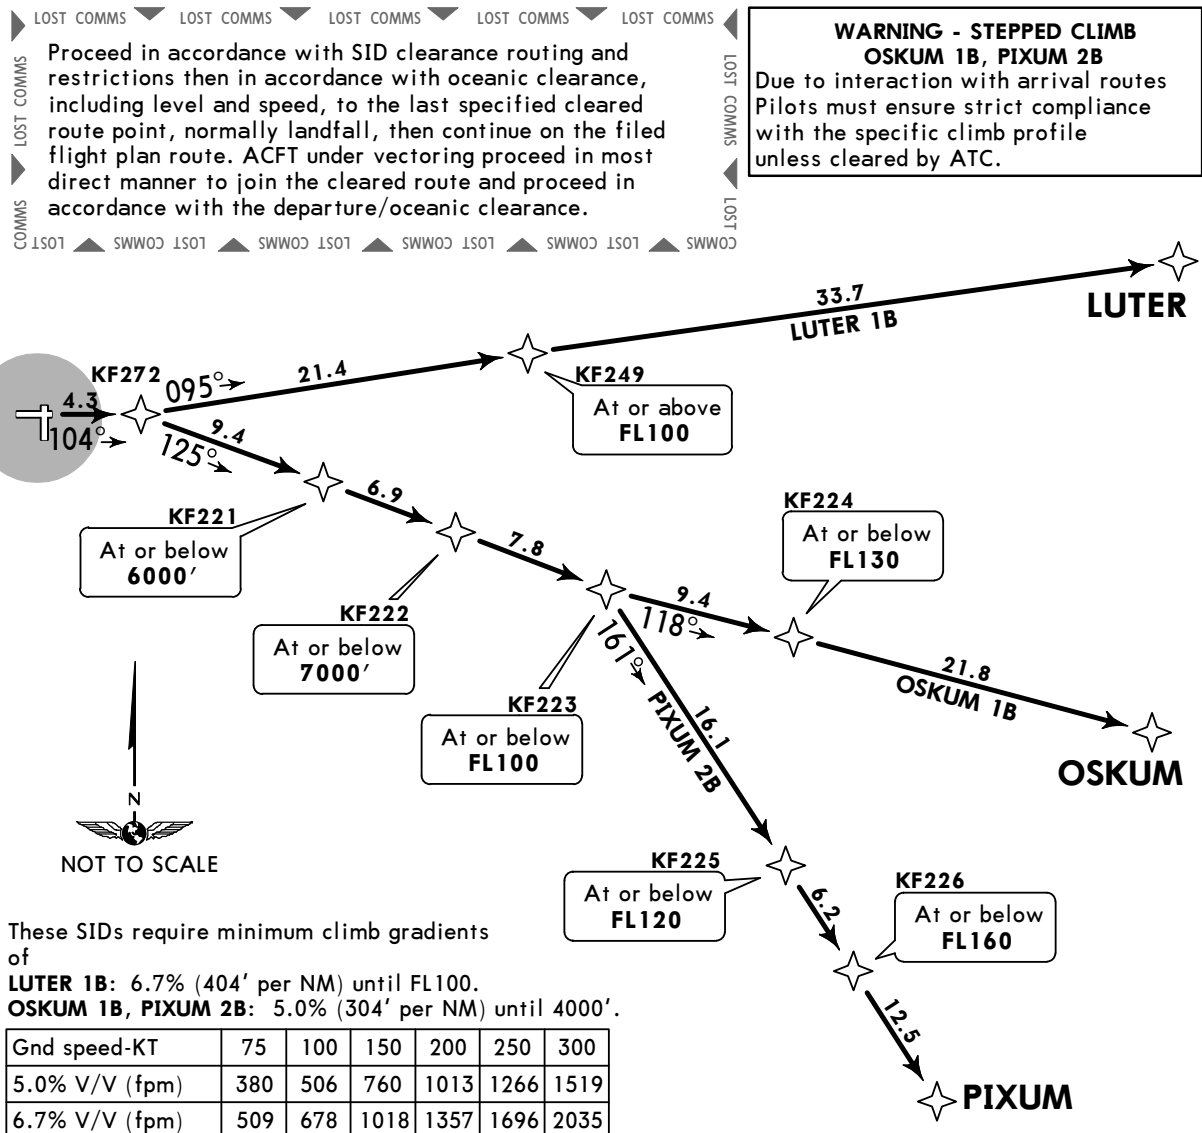 LOST COMMS LOST COMMS LOST COMMS LOST COMMS LOST COMMS
LOST COMMS
LOST COMMS
COMMS
Proceed in accordance with SID clearance routing and
restrictions then in accordance with oceanic clearance,
including level and speed, to the last specified cleared
route point, normally landfall, then continue on the filed
flight plan route. ACFT under vectoring proceed in most
direct manner to join the cleared route and proceed in
accordance with the departure/oceanic clearance.
LOST COMMS
LOST
COMMS LOST COMMS LOST COMMS LOST COMMS LOST COMMS LOST
WARNING - STEPPED CLIMB
OSKUM 1B, PIXUM 2B
Due to interaction with arrival routes
Pilots must ensure strict compliance
with the specific climb profile
unless cleared by ATC.
LUTER
33.7
LUTER 1B
KF272
095°
21.4
KF249
At or above
FL100
4.3
104°
9.4
125°
6.9
KF221
At or below
6000'
7.8
KF222
At or below
7000'
KF224
At or below
FL130
9.4
118°
161°
21.8
OSKUM 1B
OSKUM
KF223
At or below
FL100
16.1
PIXUM 2B
N
NOT TO SCALE
KF225
At or below
FL120
6.2
KF226
At or below
FL160
12.5
PIXUM
These SIDs require minimum climb gradients
of
LUTER 1B: 6.7% (404' per NM) until FL100.
OSKUM 1B, PIXUM 2B: 5.0% (304' per NM) until 4000'.
Gnd speed-KT 75 100 150 200 250 300
5.0% V/V (fpm) 380 506 760 1013 1266 1519
6.7% V/V (fpm) 509 678 1018 1357 1696 2035